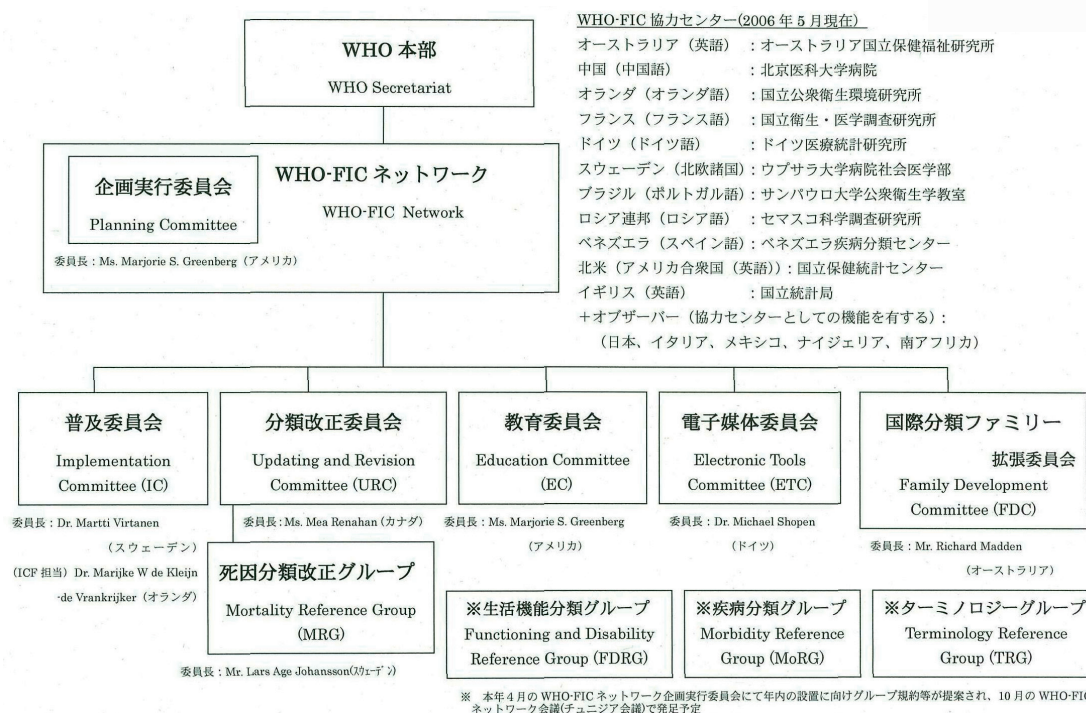 WHO 本部
WHO Secretariat
企画実行委員会
Planning Committee
WHO-FIC ネットワーク
WHO-FIC Network
委員長：Ms. Marjorie S. Greenberg（アメリカ）
WHO-FIC 協力センター(2006 年 5 月現在)
オーストラリア（英語）：オーストラリア国立保健福祉研究所
中国（中国語）：北京医科大学病院
オランダ（オランダ語）：国立公衆衛生環境研究所
フランス（フランス語）：国立衛生・医学調査研究所
ドイツ（ドイツ語）：ドイツ医療統計研究所
スウェーデン（北欧諸国）：ウプサラ大学病院社会医学部
ブラジル（ポルトガル語）：サンパウロ大学公衆衛生学教室
ロシア連邦（ロシア語）：セマスコ科学調査研究所
ベネズエラ（スペイン語）：ベネズエラ疾病分類センター
北米（アメリカ合衆国（英語））：国立保健統計センター
イギリス（英語）：国立統計局
＋オブザーバー（協力センターとしての機能を有する）：
（日本、イタリア、メキシコ、ナイジェリア、南アフリカ）
普及委員会
Implementation
Committee (IC)
委員長：Dr. Martti Virtanen
（スウェーデン）
(ICF 担当) Dr. Marijke W de Kleijn
-de Vrankrijker（オランダ）
分類改正委員会
Updating and Revision
Committee (URC)
委員長：Ms. Mea Renahan (カナダ)
死因分類改正グループ
Mortality Reference Group
(MRG)
委員長：Mr. Lars Age Johansson(スウェーデン)
教育委員会
Education Committee
(EC)
委員長：Ms. Marjorie S. Greenberg
（アメリカ）
電子媒体委員会
Electronic Tools
Committee (ETC)
委員長：Dr. Michael Shopen
（ドイツ）
国際分類ファミリー
拡張委員会
Family Development
Committee (FDC)
委員長：Mr. Richard Madden
（オーストラリア）
※生活機能分類グループ
Functioning and Disability
Reference Group (FDRG)
※疾病分類グループ
Morbidity Reference
Group (MoRG)
※ターミノロジーグループ
Terminology Reference
Group (TRG)
※ 本年４月の WHO-FIC ネットワーク企画実行委員会にて年内の設置に向けグループ規約等が提案され、10 月の WHO-FIC
ネットワーク会議(チュニジア会議)で発足予定